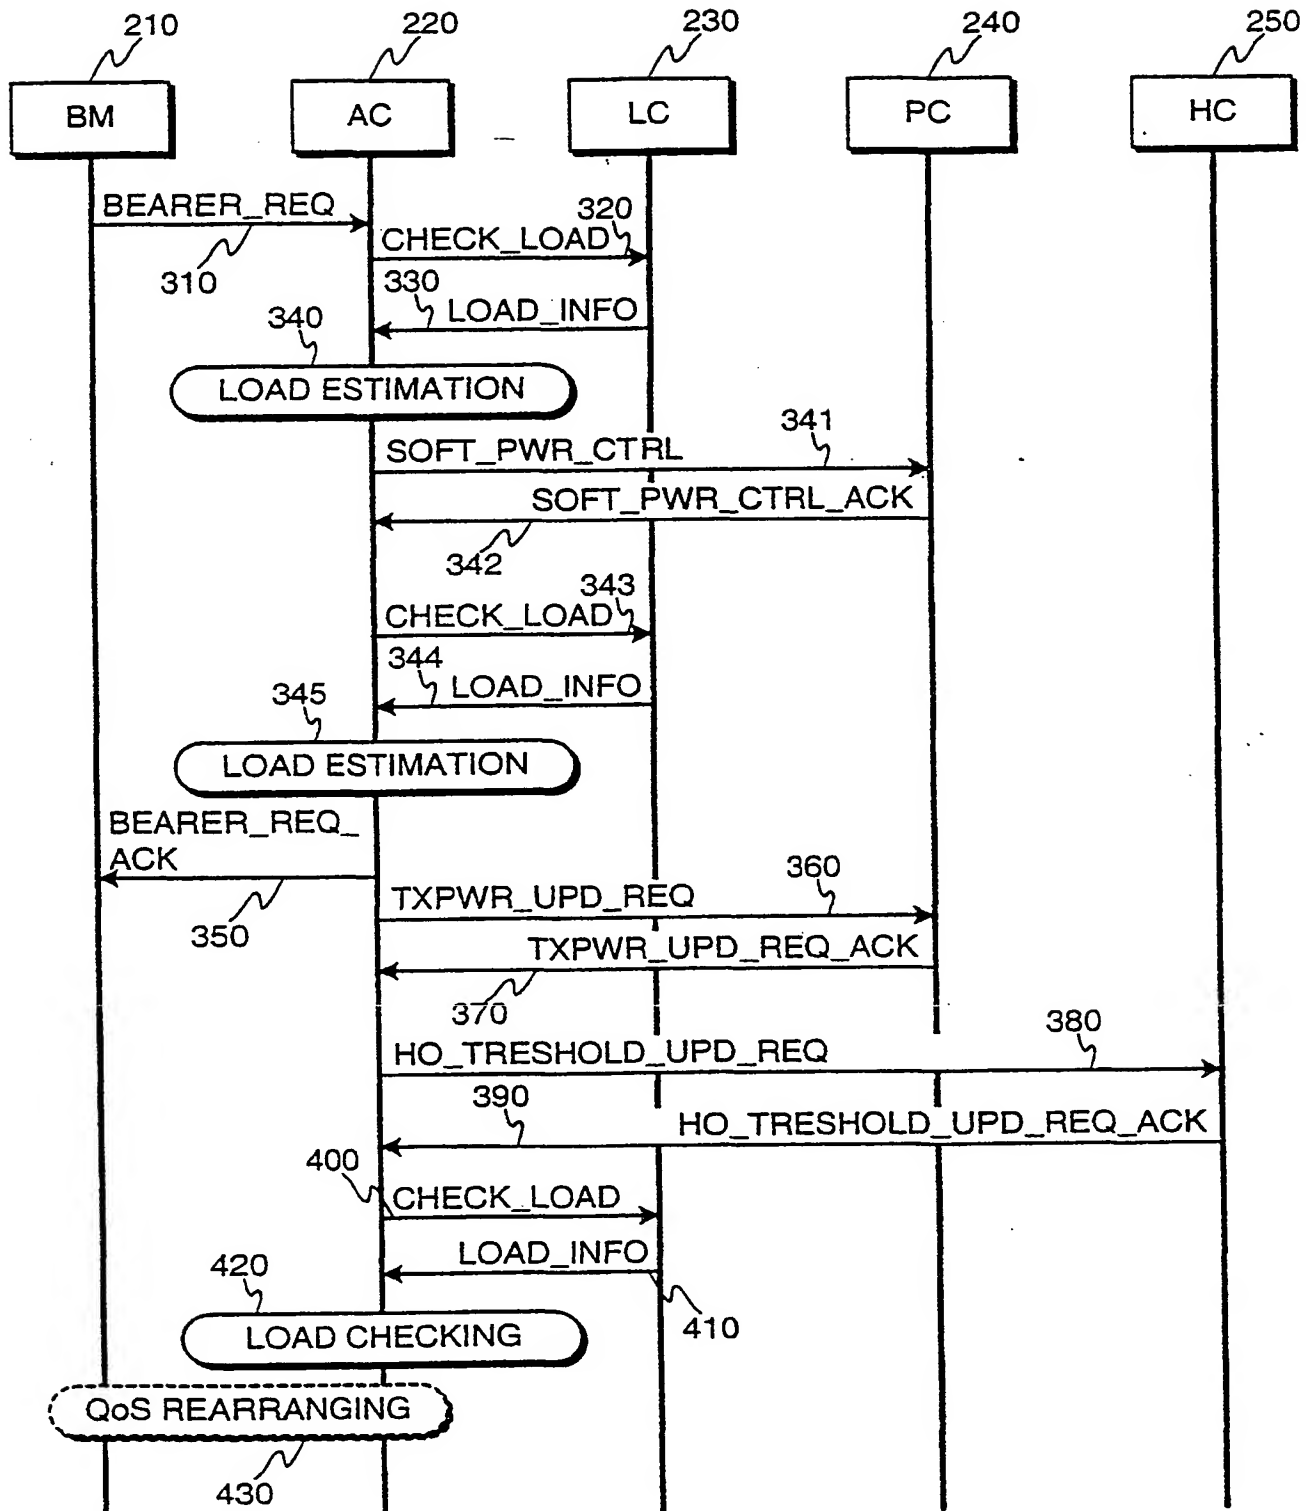 210
220
230
240
250
BM
AC
LC
PC
HC
BEARER_REQ
310
320
CHECK_LOAD
330
LOAD_INFO
340
LOAD ESTIMATION
341
SOFT_PWR_CTRL
SOFT_PWR_CTRL_ACK
342
343
CHECK_LOAD
344
LOAD_INFO
345
LOAD ESTIMATION
BEARER_REQ_
ACK
350
360
TXPWR_UPD_REQ
TXPWR_UPD_REQ_ACK
370
380
HO_TRESHOLD_UPD_REQ
390
HO_TRESHOLD_UPD_REQ_ACK
400
CHECK_LOAD
LOAD_INFO
410
420
LOAD CHECKING
QoS REARRANGING
430